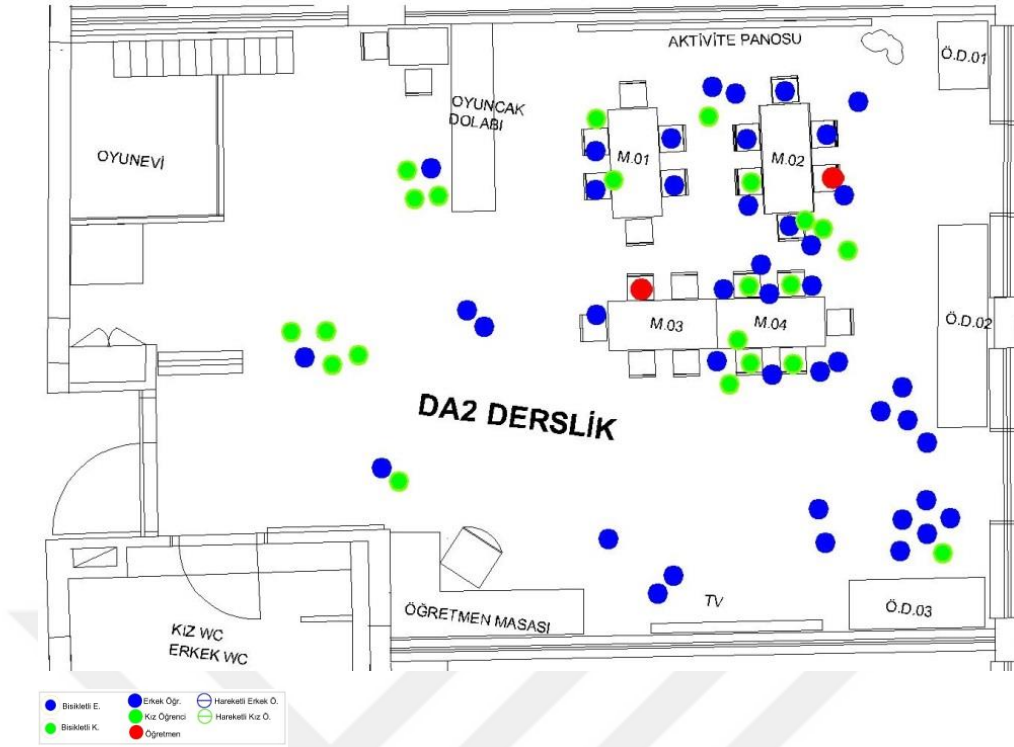 AKTİVİTE PANOSU
Ö.D.01
OYUNCAK
DOLABI
OYUNEVİ
M.01
M.02
M.03
M.04
Ö.D.02
DA2 DERSLİK
ÖĞRETMEN MASASI
TV
Ö.D.03
KIZ WC
ERKEK WC
Bisikletli E.
Erkek Öğr.
Hareketli Erkek Ö.
Bisikletli K.
Kız Öğrenci
Hareketli Kız Ö.
Öğretmen